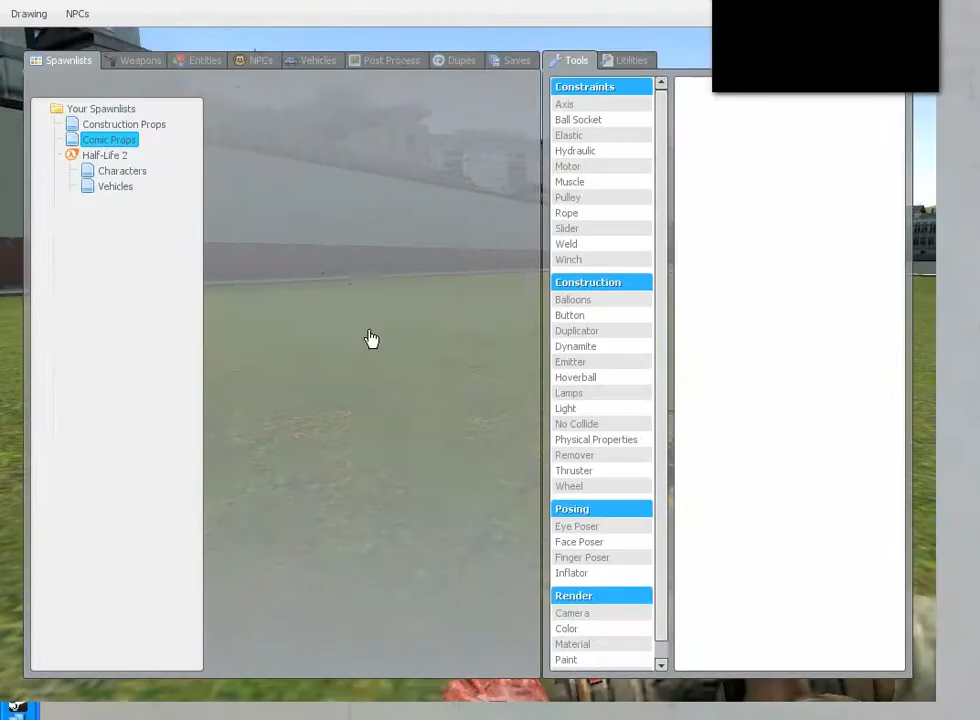 Drawing NPCs
Spawnlists Weapons Entities NPCs Vehicles Post Process Dupes Saves Tools Utilities
Your Spawnlists
Construction Props
Comic Props
Half-Life 2
Characters
Vehicles
Constraints
Axis
Ball Socket
Elastic
Hydraulic
Motor
Muscle
Pulley
Rope
Slider
Weld
Winch
Construction
Balloons
Button
Duplicator
Dynamite
Emitter
Hoverball
Lamps
Light
No Collide
Physical Properties
Remover
Thruster
Wheel
Posing
Eye Poser
Face Poser
Finger Poser
Inflator
Render
Camera
Color
Material
Paint